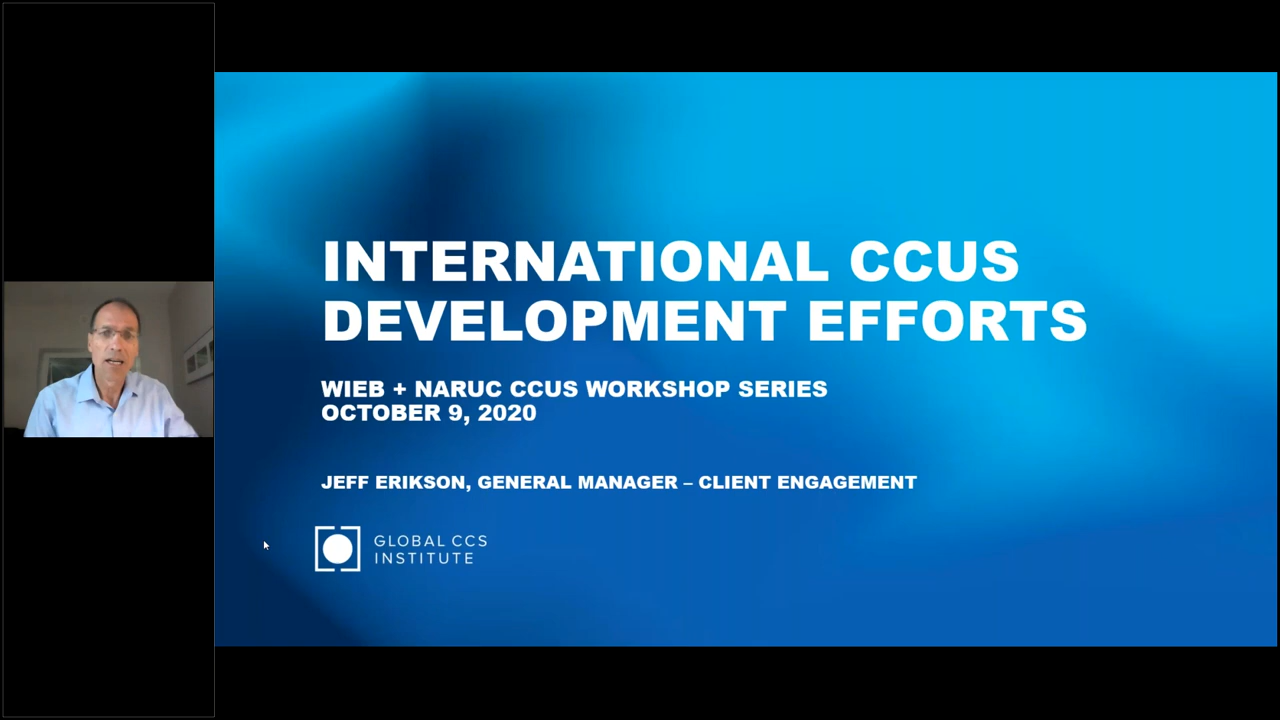 INTERNATIONAL CCUS
DEVELOPMENT EFFORTS
WIEB + NARUC CCUS WORKSHOP SERIES
OCTOBER 9, 2020
JEFF ERIKSON, GENERAL MANAGER – CLIENT ENGAGEMENT
GLOBAL CCS
INSTITUTE